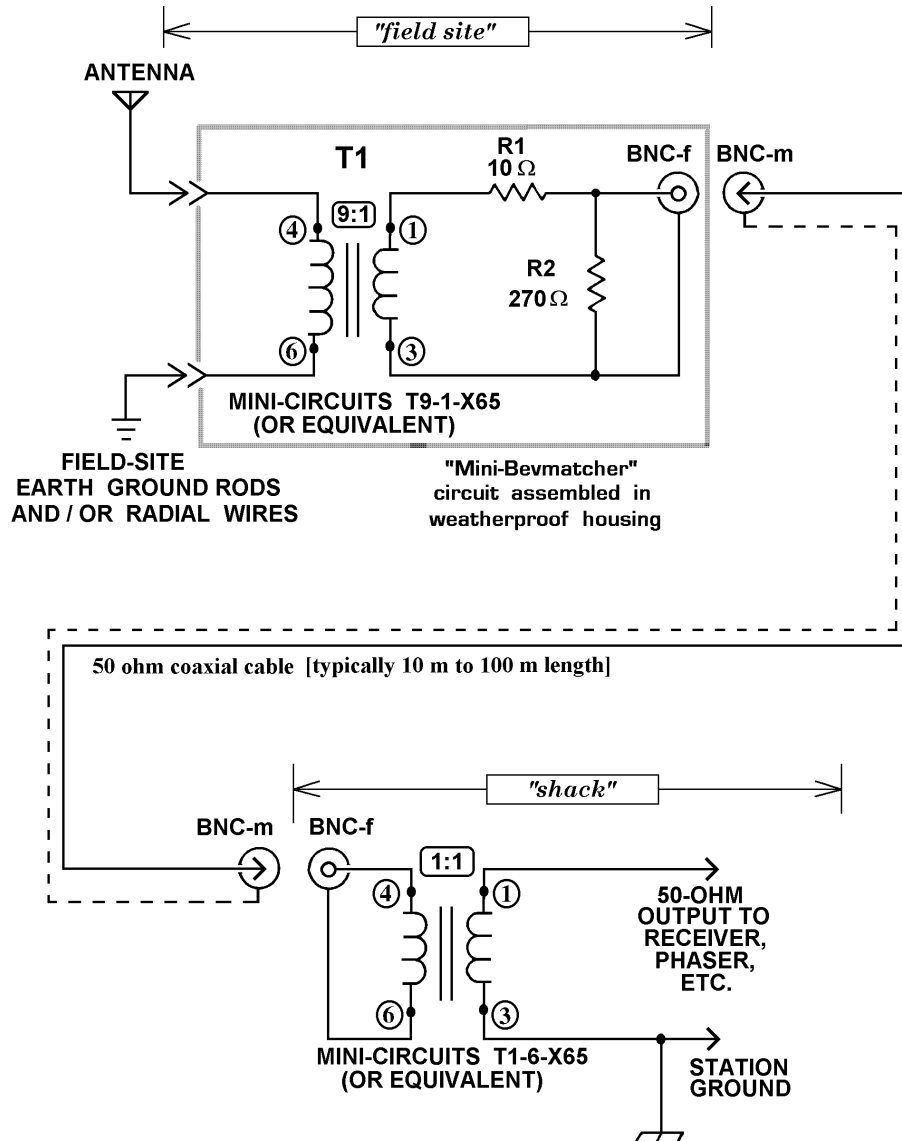 "field site"
ANTENNA
T1
R1
10 Ω
BNC-f
BNC-m
9:1
4
1
R2
270 Ω
6
3
MINI-CIRCUITS T9-1-X65
(OR EQUIVALENT)
FIELD-SITE
EARTH GROUND RODS
AND / OR RADIAL WIRES
"Mini-Bevmatcher"
circuit assembled in
weatherproof housing
50 ohm coaxial cable [typically 10 m to 100 m length]
"shack"
BNC-m
BNC-f
1:1
4
1
50-OHM
OUTPUT TO
RECEIVER,
PHASER,
ETC.
6
3
MINI-CIRCUITS T1-6-X65
(OR EQUIVALENT)
STATION
GROUND